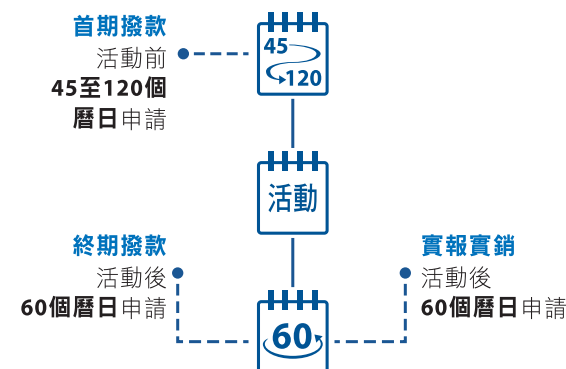 首期撥款
活動前
45至120個
曆日申請
45
120
活動
終期撥款
活動後
60個曆日申請
60
實報實銷
活動後
60個曆日申請